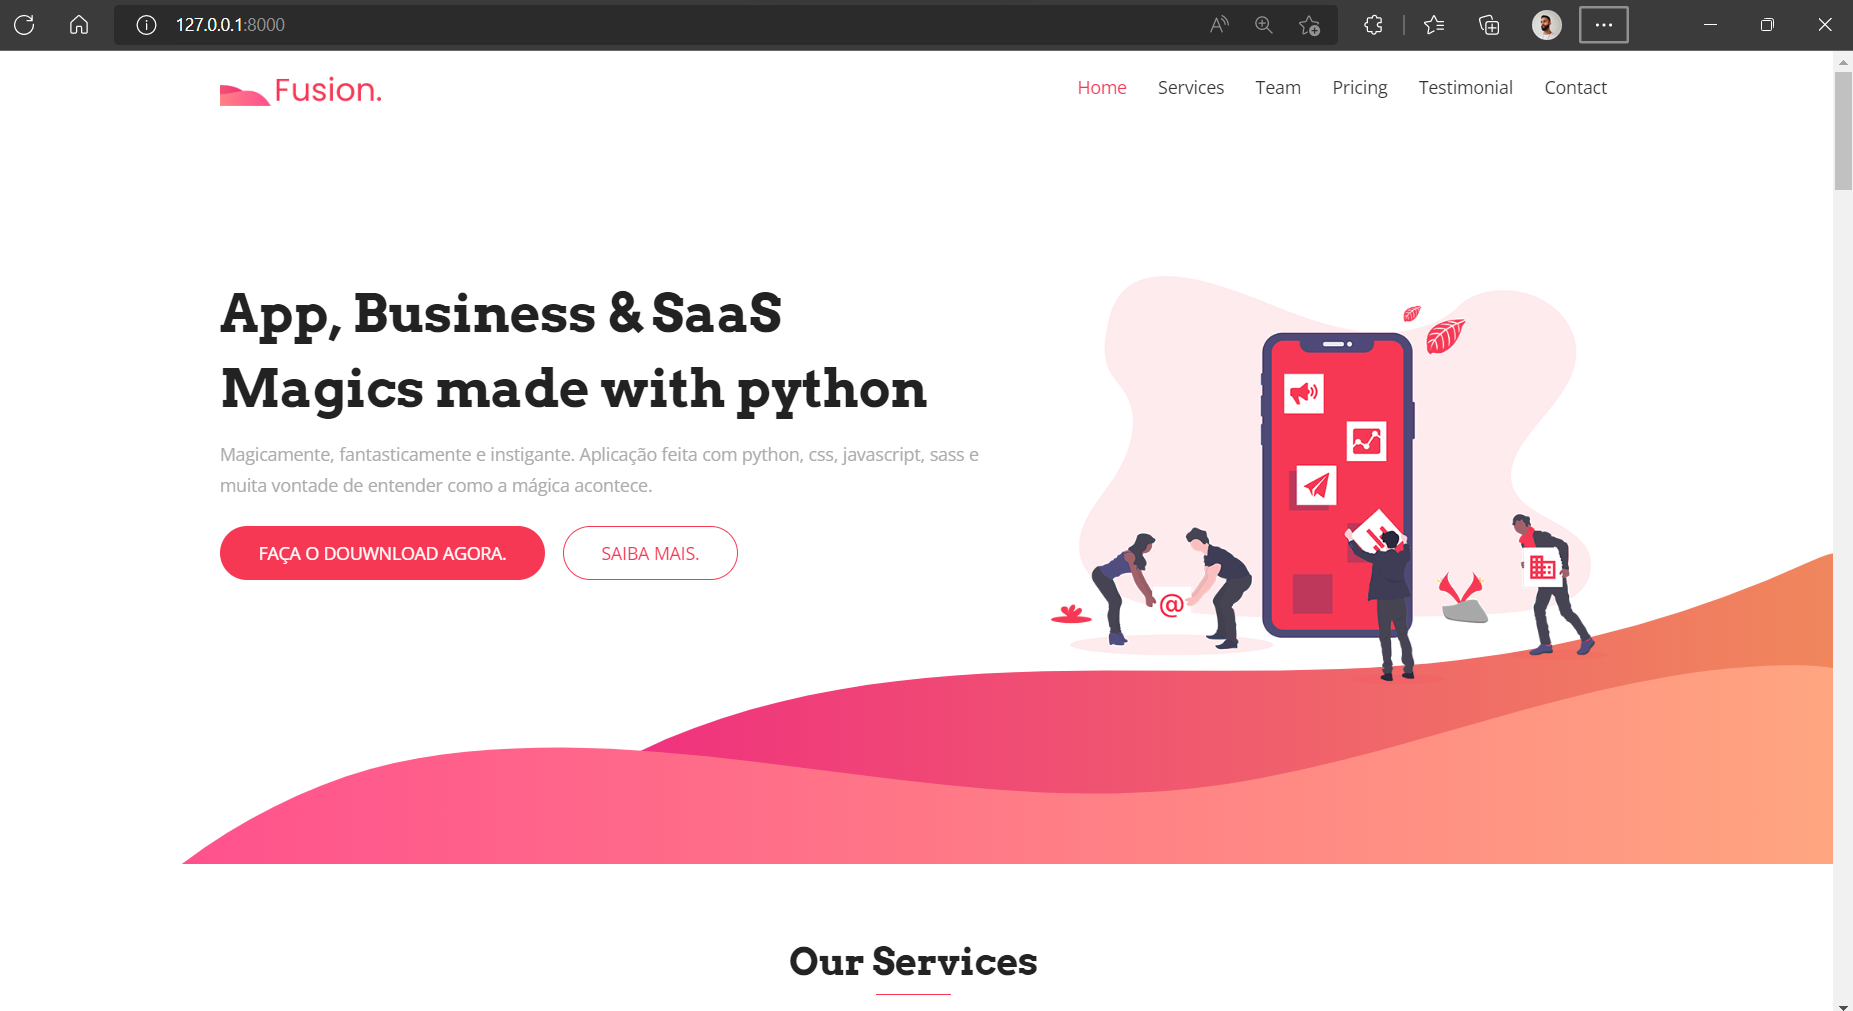 127.0.0.1:8000
Fusion.
Home Services Team Pricing Testimonial Contact
App, Business & SaaS
Magics made with python
Magicamente, fantasticamente e instigante. Aplicação feita com python, css, javascript, sass e
muita vontade de entender como a mágica acontece.
FAÇA O DOUWNLOAD AGORA. SAIBA MAIS.
@
Our Services